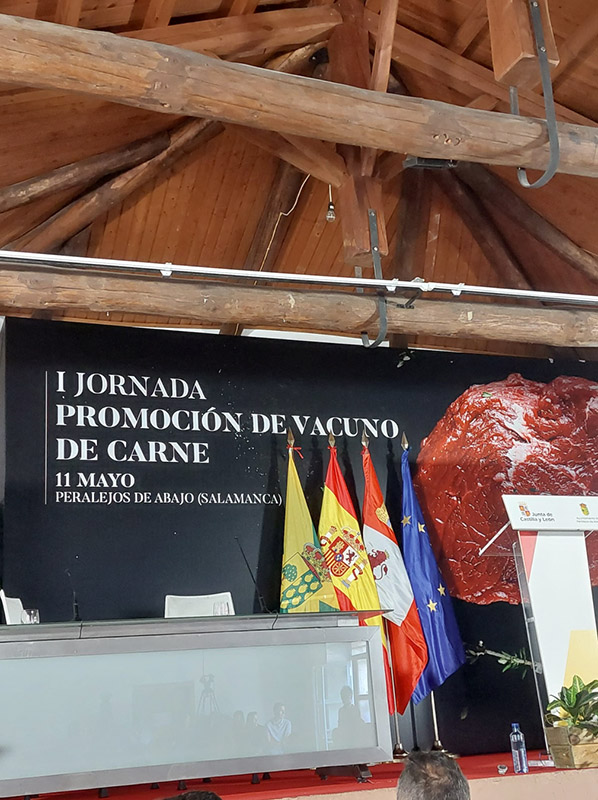 I JORNADA
PROMOCIÓN DE VACUNO
DE CARNE
11 MAYO
PERALEJOS DE ABAJO (SALAMANCA)
Junta de
Castilla y León